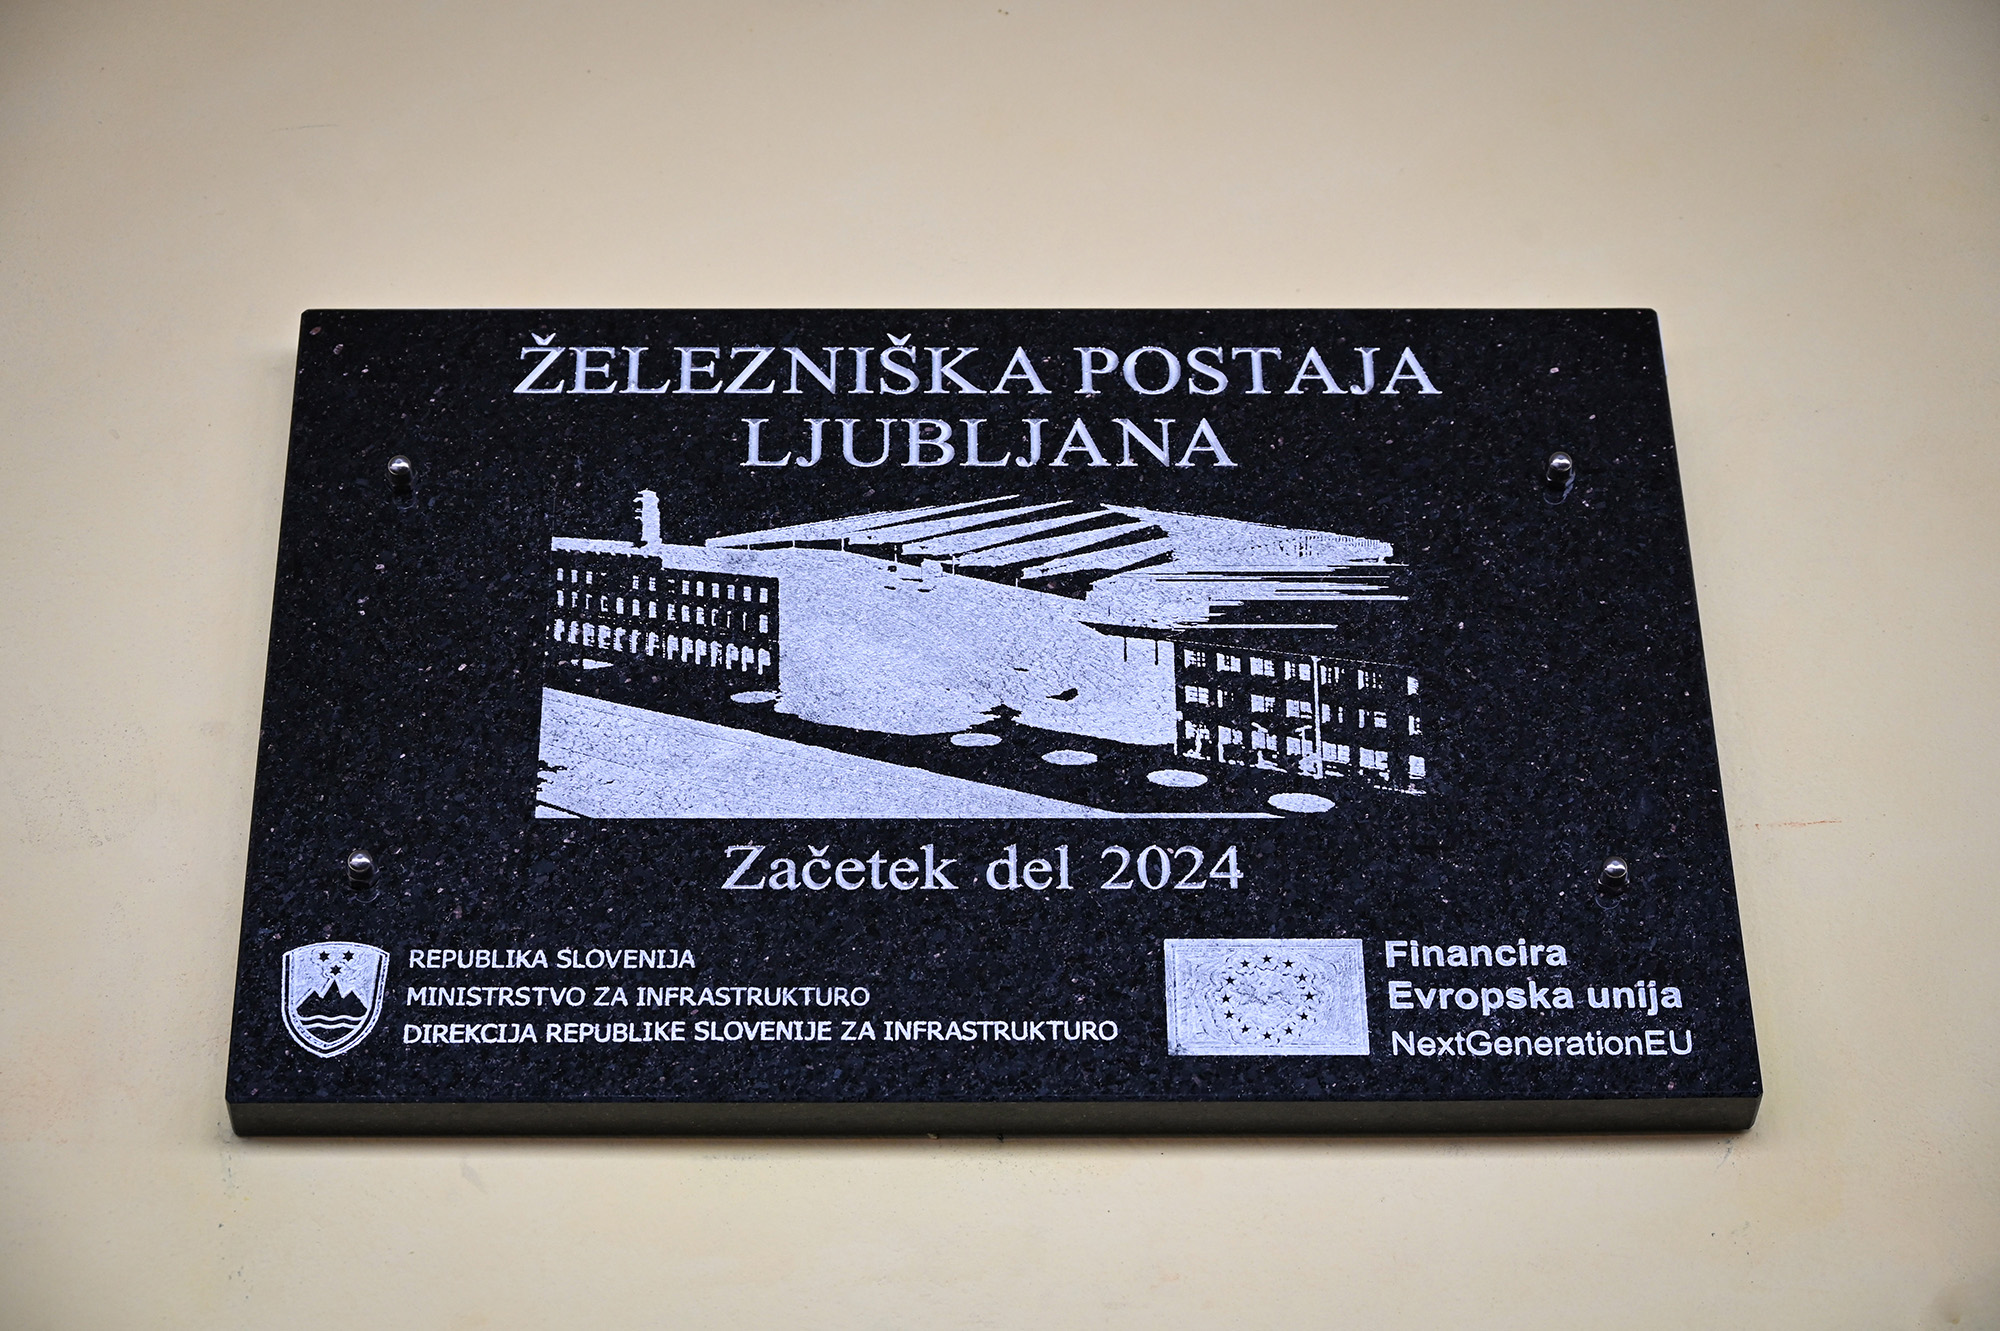 ŽELEZNIŠKA POSTAJA
LJUBLJANA
Začetek del 2024
REPUBLIKA SLOVENIJA
MINISTRSTVO ZA INFRASTRUKTURO
DIREKCIJA REPUBLIKE SLOVENIJE ZA INFRASTRUKTURO
Financira
Evropska unija
NextGenerationEU